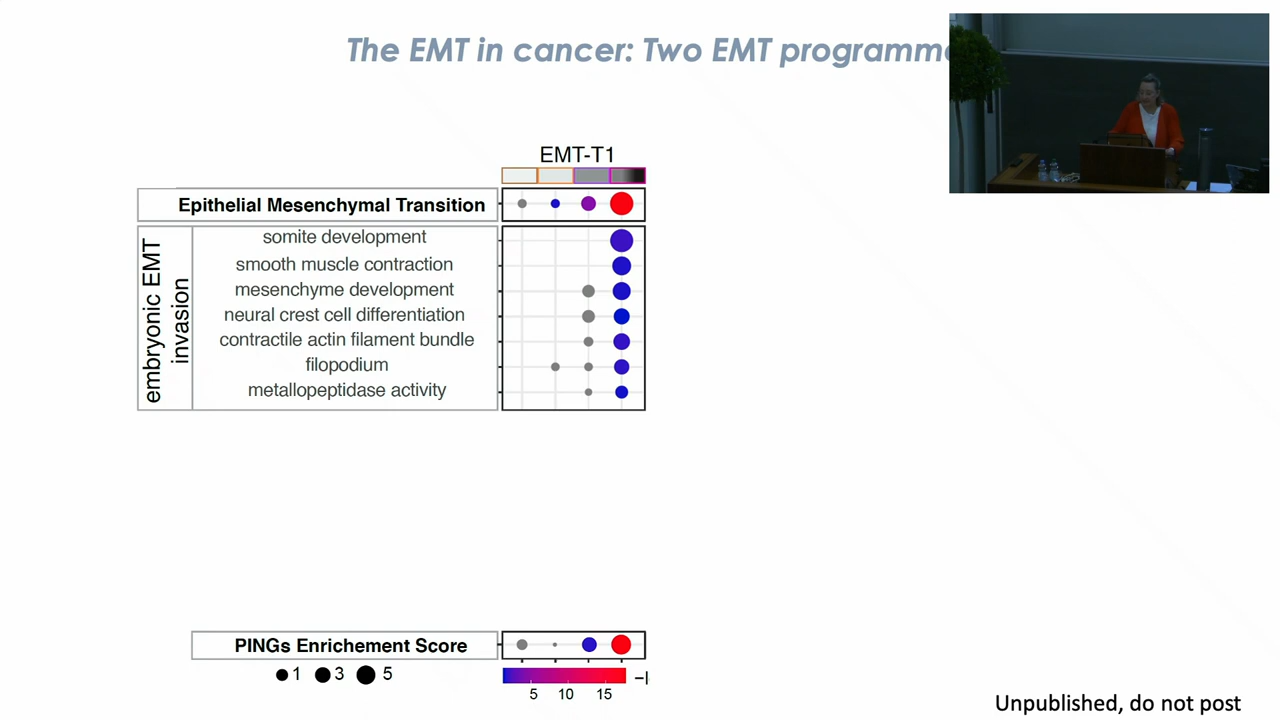 The EMT in cancer: Two EMT programme
EMT-T1
Epithelial Mesenchymal Transition
embryonic EMT
invasion
somite development
smooth muscle contraction
mesenchyme development
neural crest cell differentiation
contractile actin filament bundle
filopodium
metallopeptidase activity
PINGs Enrichement Score
1 3 5
5 10 15
Unpublished, do not post